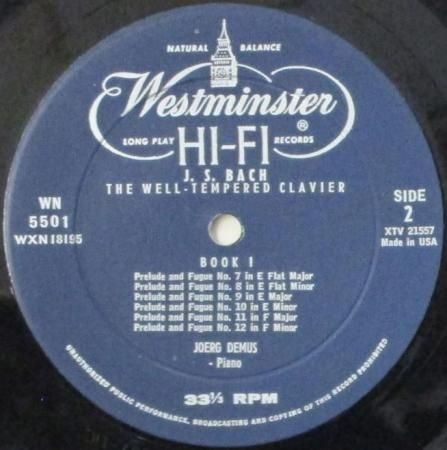 NATURAL BALANCE
Westminster ®
LONG PLAY HI-FI RECORDS
J. S. BACH
THE WELL-TEMPERED CLAVIER
WN
5501
WXN 18195
SIDE
2
XTV 21557
Made in USA
BOOK I
Prelude and Fugue No. 7 in E Flat Major
Prelude and Fugue No. 8 in E Flat Minor
Prelude and Fugue No. 9 in E Major
Prelude and Fugue No. 10 in E Minor
Prelude and Fugue No. 11 in F Major
Prelude and Fugue No. 12 in F Minor
JOERG DEMUS
- Piano
33⅓ RPM
UNAUTHORIZED PUBLIC PERFORMANCE, BROADCASTING AND COPYING OF THIS RECORD PROHIBITED